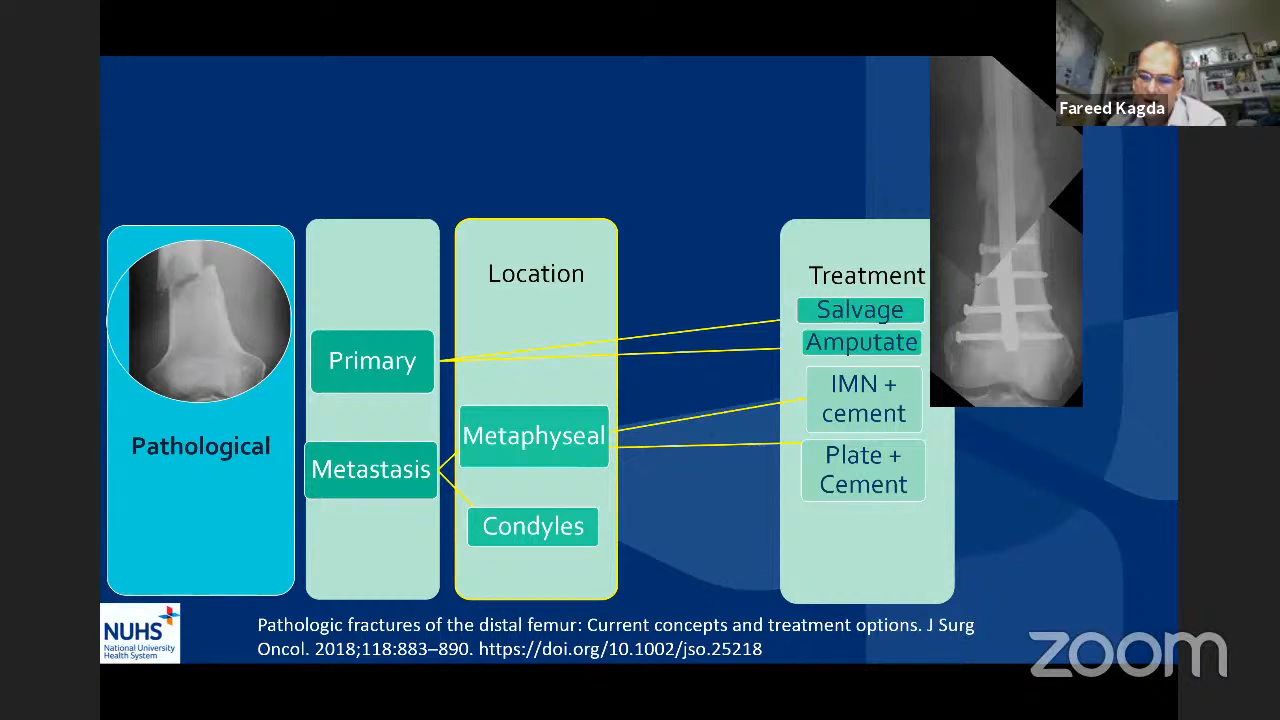 Fareed Kagda
Pathological
Primary
Metastasis
Location
Metaphyseal
Condyles
Treatment
Salvage
Amputate
IMN +
cement
Plate +
Cement
NUHS
National University
Health System
Pathologic fractures of the distal femur: Current concepts and treatment options. J Surg
Oncol. 2018;118:883–890. https://doi.org/10.1002/jso.25218
zoom